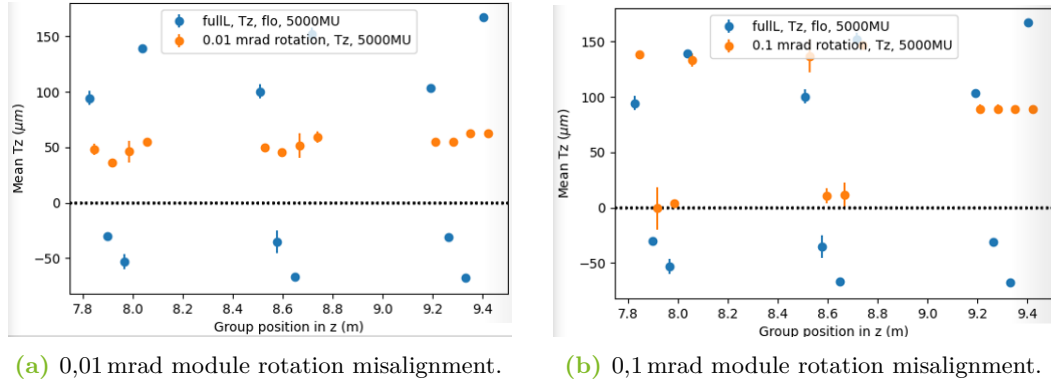 fullL, Tz, flo, 5000MU
0.01 mrad rotation, Tz, 5000MU
Mean Tz (μm)
150
100
50
0
−50
7.8 8.0 8.2 8.4 8.6 8.8 9.0 9.2 9.4
Group position in z (m)
(a) 0,01 mrad module rotation misalignment.
fullL, Tz, flo, 5000MU
0.1 mrad rotation, Tz, 5000MU
Mean Tz (μm)
150
100
50
0
−50
7.8 8.0 8.2 8.4 8.6 8.8 9.0 9.2 9.4
Group position in z (m)
(b) 0,1 mrad module rotation misalignment.